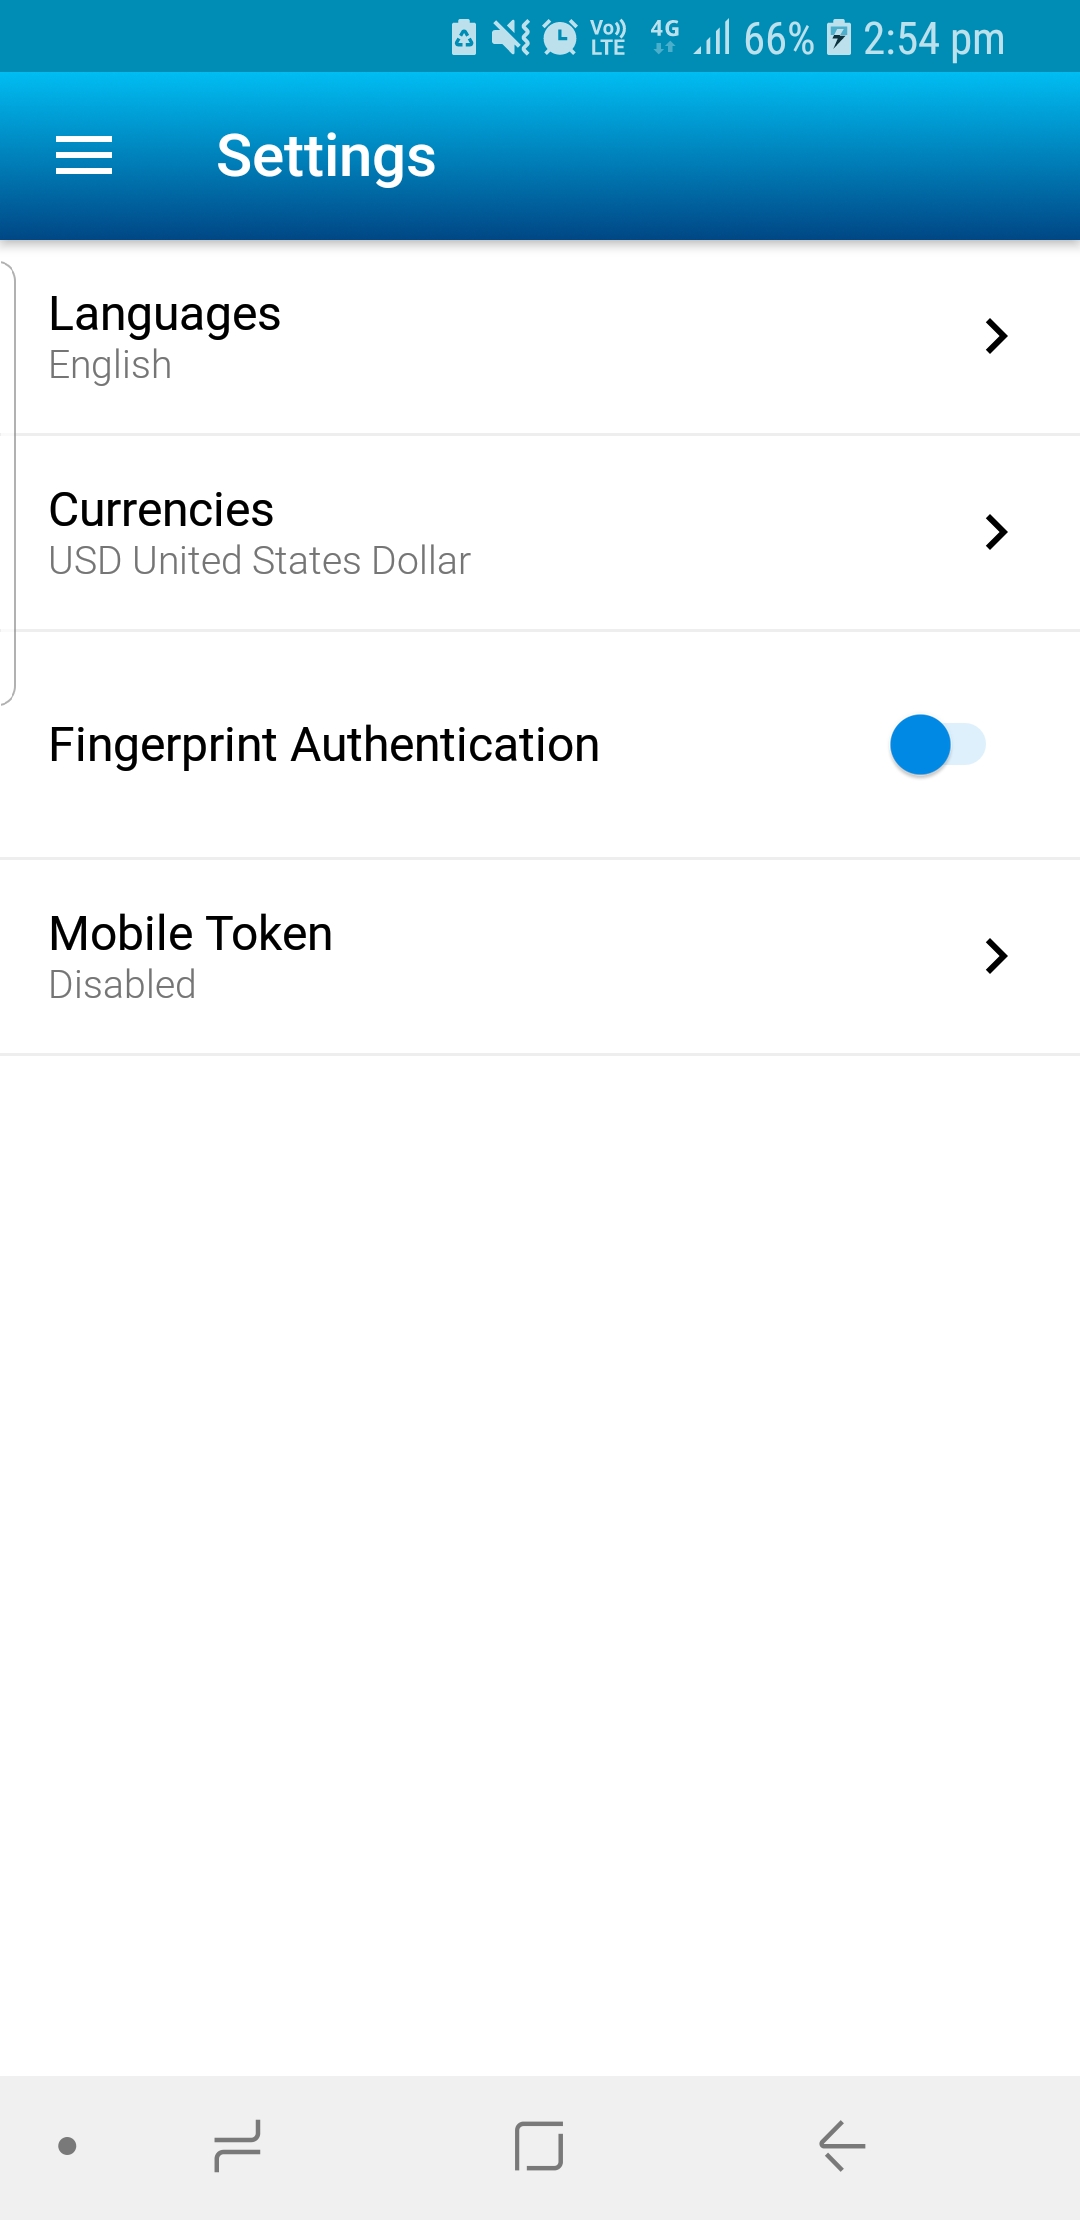 Vo)) LTE 4G 66% 2:54 pm
Settings
Languages
English
Currencies
USD United States Dollar
Fingerprint Authentication
Mobile Token
Disabled